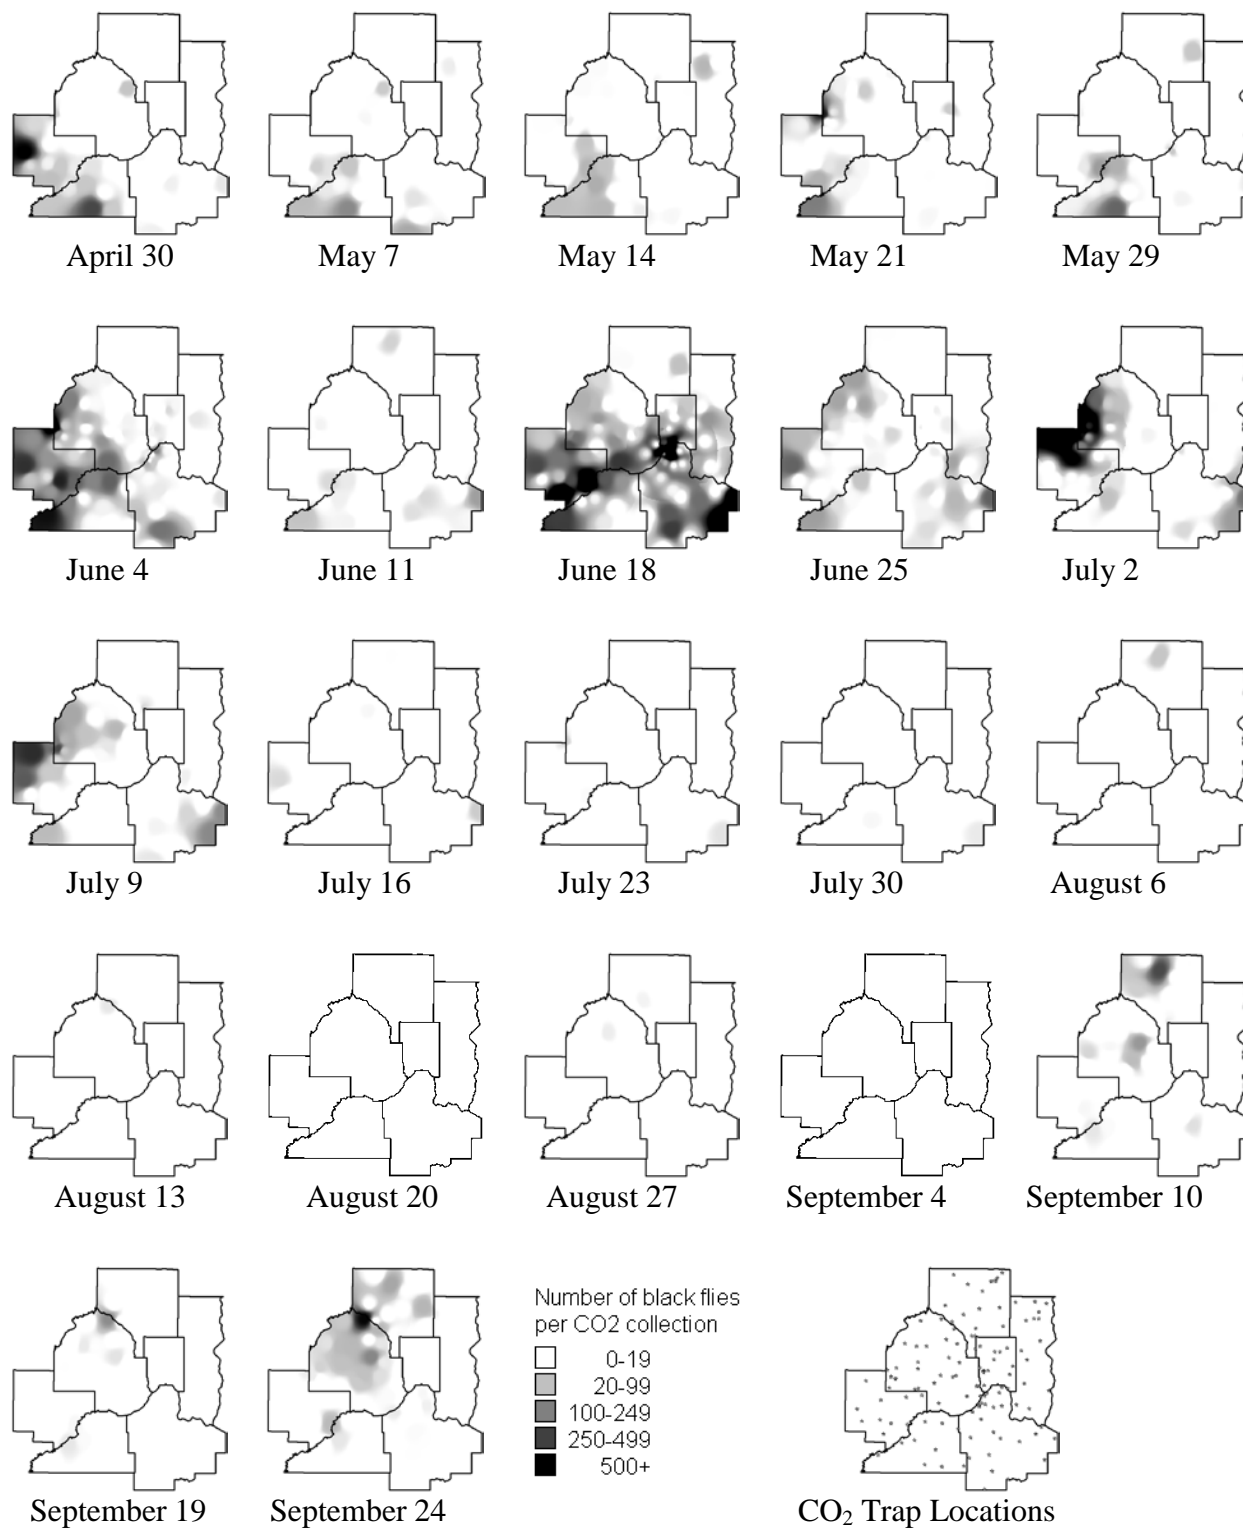 April 30
May 7
May 14
May 21
May 29
June 4
June 11
June 18
June 25
July 2
July 9
July 16
July 23
July 30
August 6
August 13
August 20
August 27
September 4
September 10
September 19
September 24
Number of black flies
per CO2 collection
0-19
20-99
100-249
250-499
500+
CO₂ Trap Locations